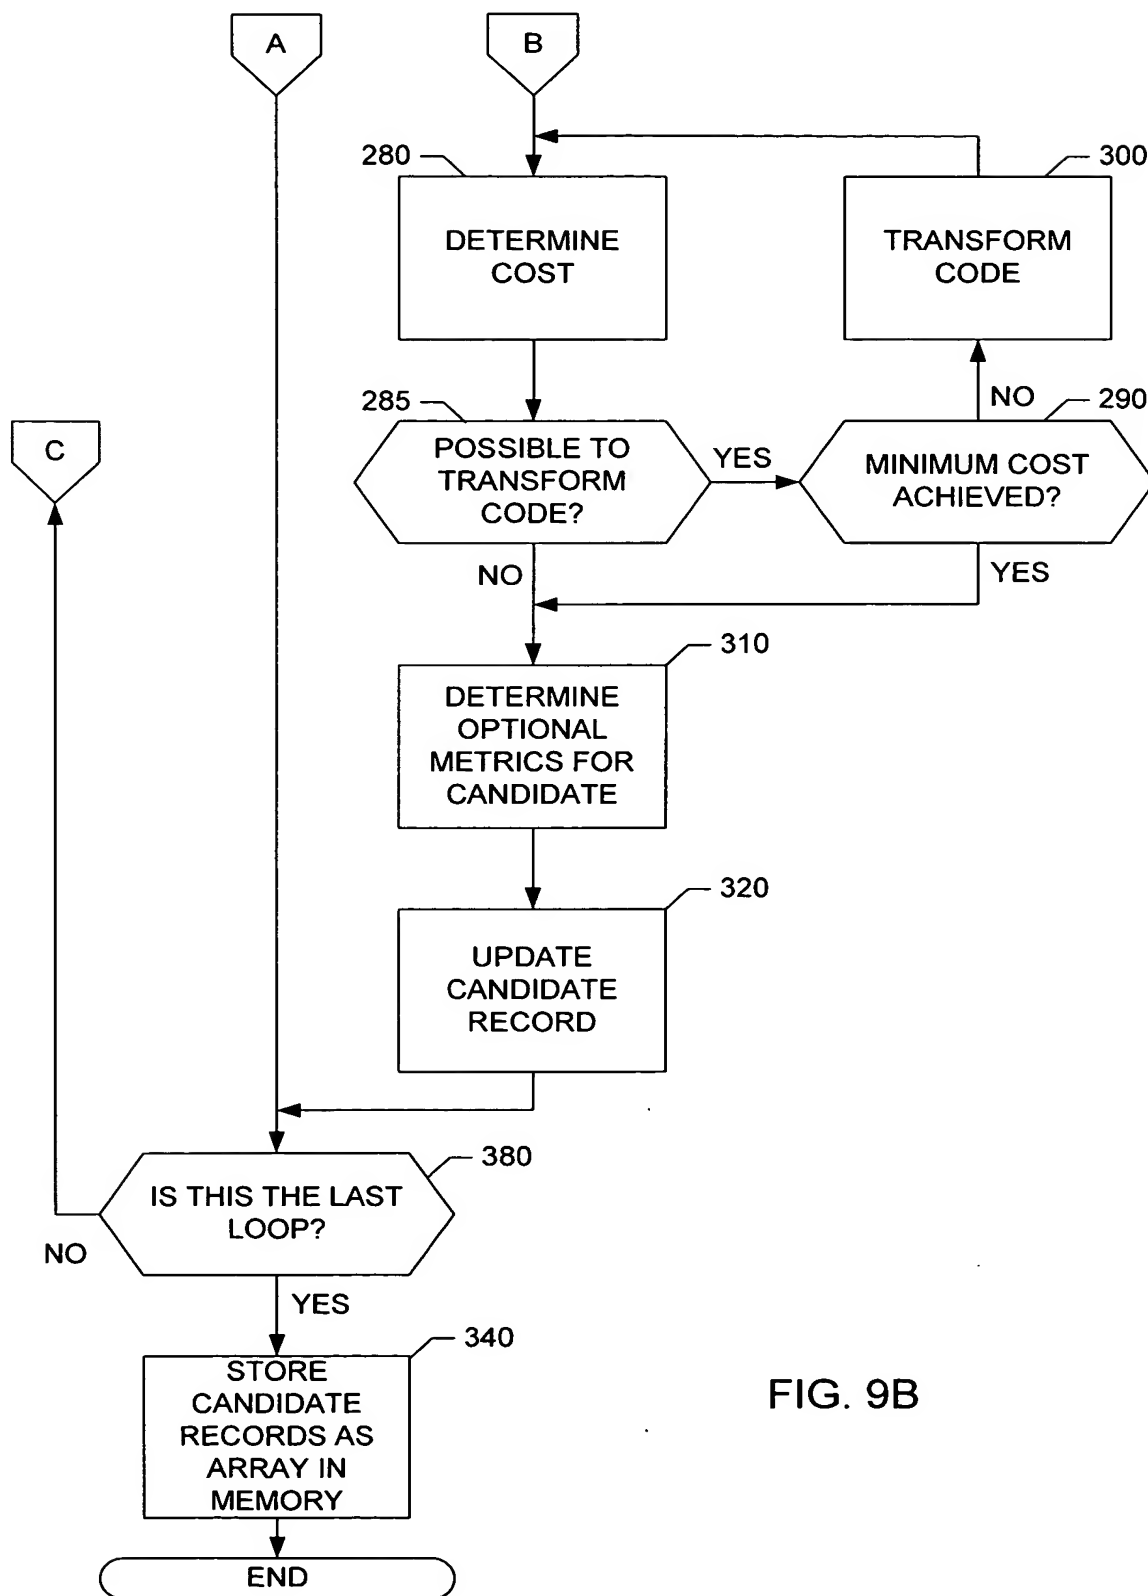 A
B
280
DETERMINE
COST
300
TRANSFORM
CODE
285
POSSIBLE TO
TRANSFORM
CODE?
YES
NO
290
MINIMUM COST
ACHIEVED?
C
NO
YES
310
DETERMINE
OPTIONAL
METRICS FOR
CANDIDATE
320
UPDATE
CANDIDATE
RECORD
380
IS THIS THE LAST
LOOP?
NO
YES
340
STORE
CANDIDATE
RECORDS AS
ARRAY IN
MEMORY
FIG. 9B
END